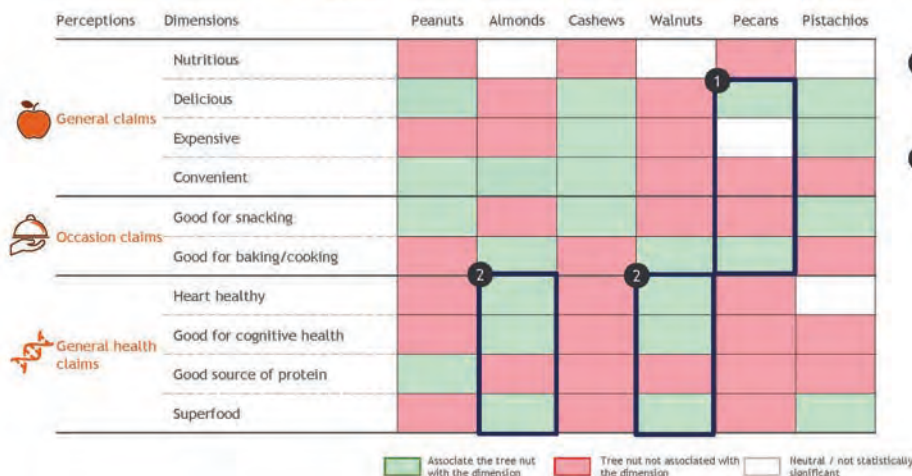 Perceptions Dimensions Peanuts Almonds Cashews Walnuts Pecans Pistachios
Nutritious
1
Delicious
General claims
Expensive
Convenient
Good for snacking
Occasion claims
Good for baking/cooking
2 2
Heart healthy
Good for cognitive health
General health
claims
Good source of protein
Superfood
Associate the tree nut
with the dimension
Tree nut not associated with
the dimension
Neutral / not statistically
significant